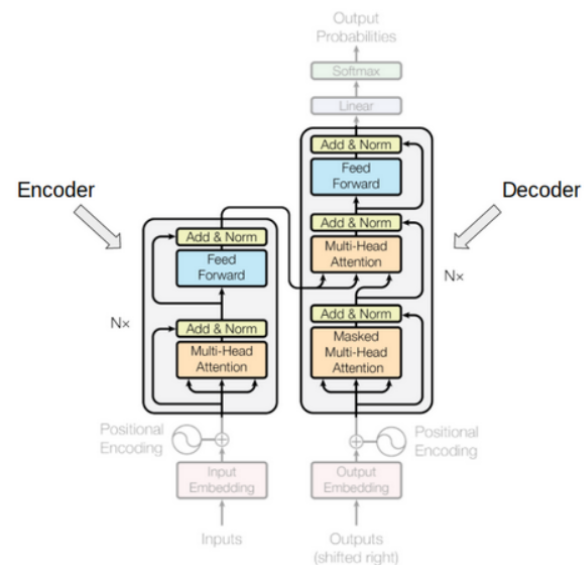 Output
Probabilities
Softmax
Linear
Add & Norm
Feed
Forward
Add & Norm
Multi-Head
Attention
Add & Norm
Masked
Multi-Head
Attention
Decoder
N×
Encoder
Add & Norm
Feed
Forward
Add & Norm
Multi-Head
Attention
N×
Positional
Encoding
Input
Embedding
Inputs
Positional
Encoding
Output
Embedding
Outputs
(shifted right)